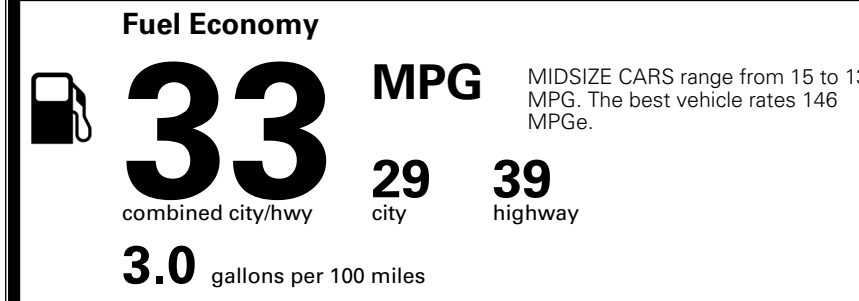 Fuel Economy
33 MPG
MIDSIZE CARS range from 15 to
MPG. The best vehicle rates 146
MPGe.
29 39
combined city/hwy city highway
3.0 gallons per 100 miles